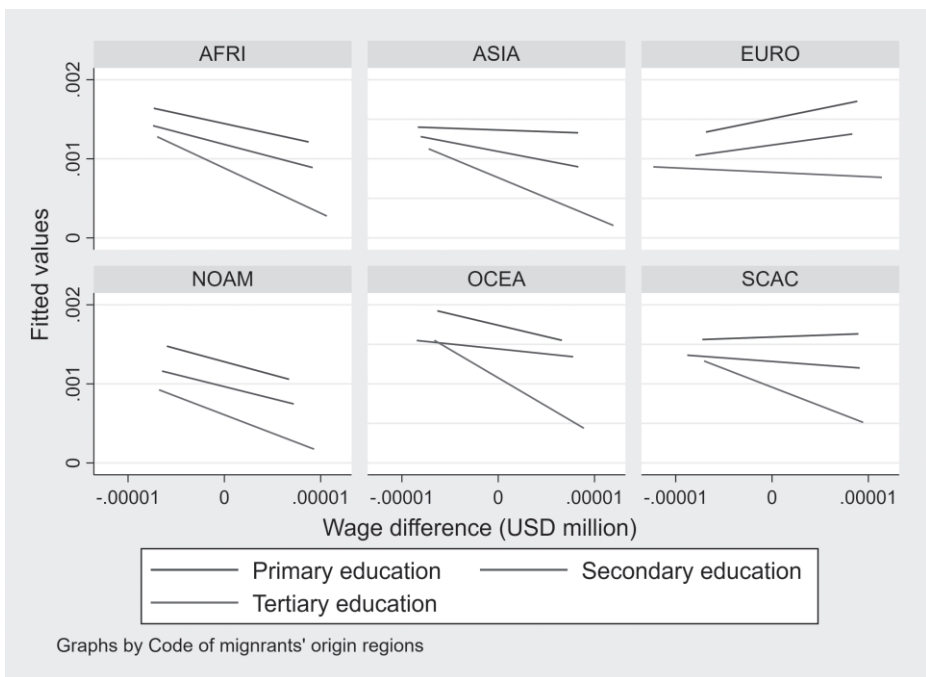 AFRI
ASIA
EURO
.002
.001
0
NOAM
OCEA
SCAC
.002
.001
0
Fitted values
-.00001 0 .00001 -.00001 0 .00001 -.00001 0 .00001
Wage difference (USD million)
Primary education
Secondary education
Tertiary education
Graphs by Code of mignrants' origin regions